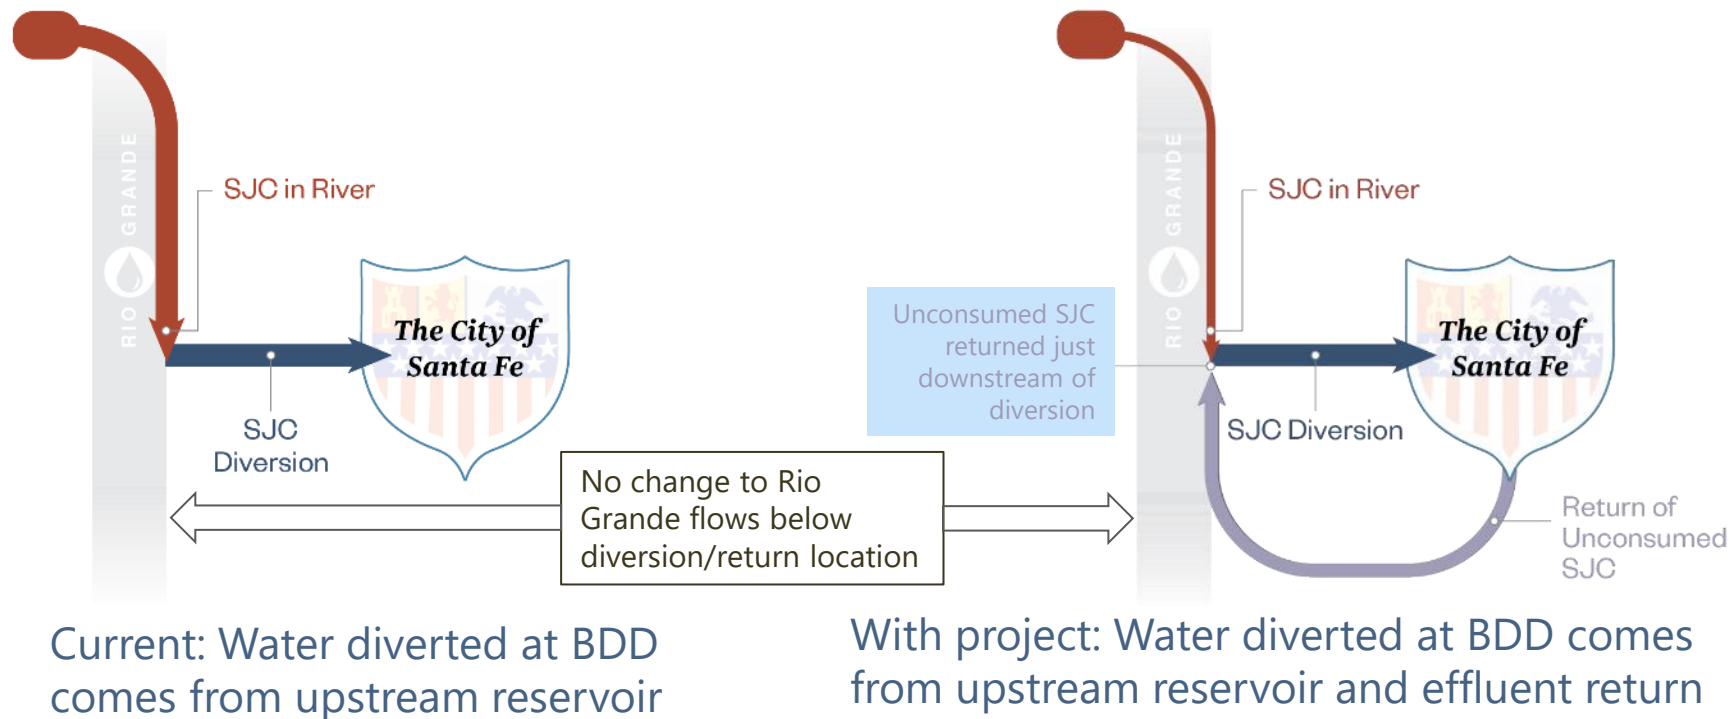 RIO GRANDE
SJC in River
The City of
Santa Fe
SJC
Diversion
No change to Rio
Grande flows below
diversion/return location
Current: Water diverted at BDD
comes from upstream reservoir
RIO GRANDE
SJC in River
Unconsumed SJC
returned just
downstream of
diversion
The City of
Santa Fe
SJC Diversion
Return of
Unconsumed
SJC
With project: Water diverted at BDD comes
from upstream reservoir and effluent return